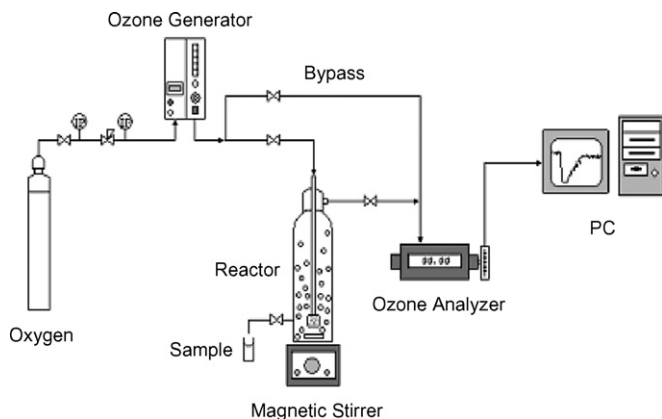 Ozone Generator
Bypass
Reactor
PC
Ozone Analyzer
Oxygen
Sample
Magnetic Stirrer